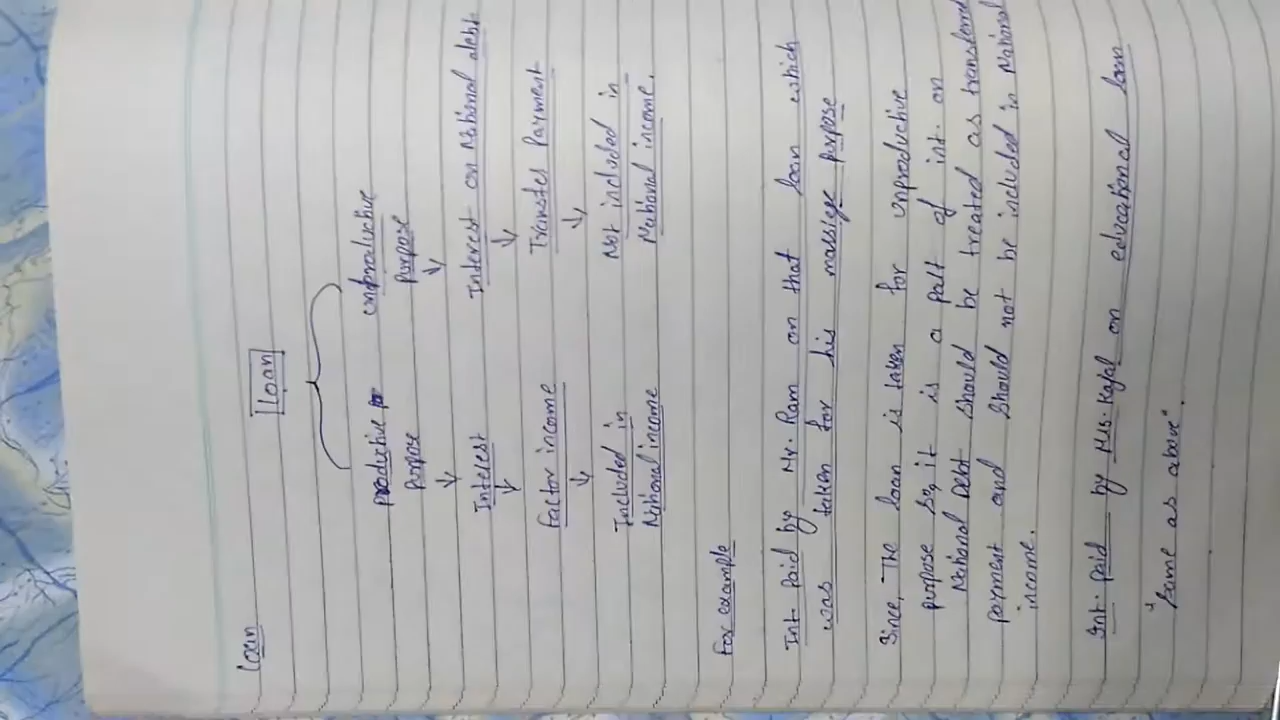 Loan
Loan
productive unproductive
purpose purpose
↓ ↓
Interest Interest on National debt
↓ ↓
Factor income Transfer Payment
↓ ↓
Included in Not included in
National income National income.
For example
Int. paid by Mr. Ram on that loan which
was taken for his massiage purpose
Since, The loan is taken for unproductive
purpose so, it is a part of int. on
National Debt should be treated as transferred
payment and should not be included in National
income.
Int. paid by Mrs. Kajal on educational loan
"Same as above".